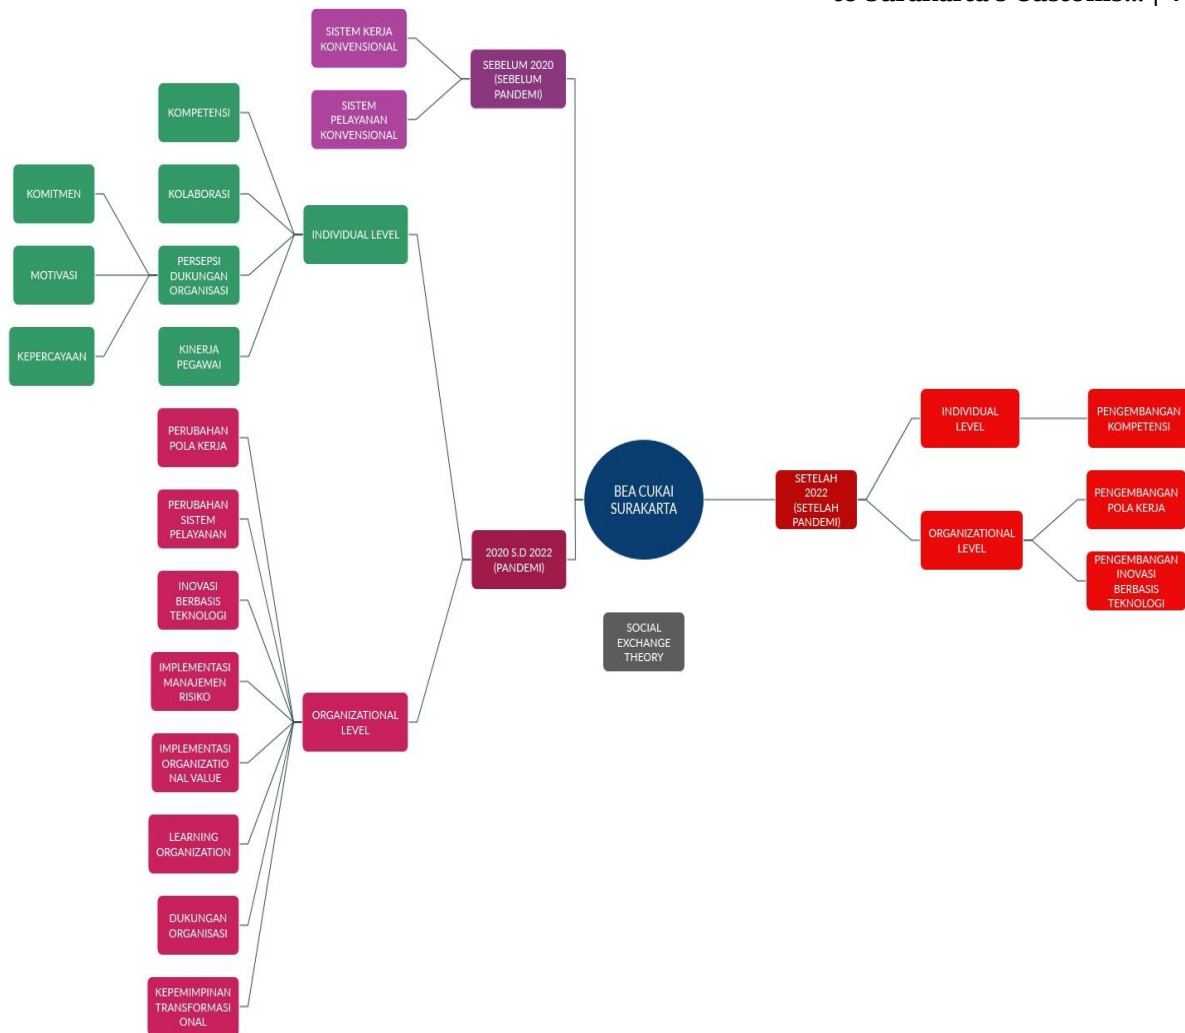 to Surakarta's Customs... |
SISTEM KERJA
KONVENSIONAL
SISTEM
PELAYANAN
KONVENSIONAL
SEBELUM 2020
(SEBELUM
PANDEMI)
KOMPETENSI
KOLABORASI
PERSEPSI
DUKUNGAN
ORGANISASI
KINERJA
PEGAWAI
KOMITMEN
MOTIVASI
KEPERCAYAAN
INDIVIDUAL LEVEL
PERUBAHAN
POLA KERJA
PERUBAHAN
SISTEM
PELAYANAN
INOVASI
BERBASIS
TEKNOLOGI
IMPLEMENTASI
MANAJEMEN
RISIKO
IMPLEMENTASI
ORGANIZATIO
NAL VALUE
LEARNING
ORGANIZATION
DUKUNGAN
ORGANISASI
KEPEMIMPINAN
TRANSFORMASI
ONAL
ORGANIZATIONAL
LEVEL
2020 S.D 2022
(PANDEMI)
BEA CUKAI
SURAKARTA
SOCIAL
EXCHANGE
THEORY
SETELAH
2022
(SETELAH
PANDEMI)
INDIVIDUAL
LEVEL
PENGEMBANGAN
KOMPETENSI
ORGANIZATIONAL
LEVEL
PENGEMBANGAN
POLA KERJA
PENGEMBANGAN
INOVASI
BERBASIS
TEKNOLOGI